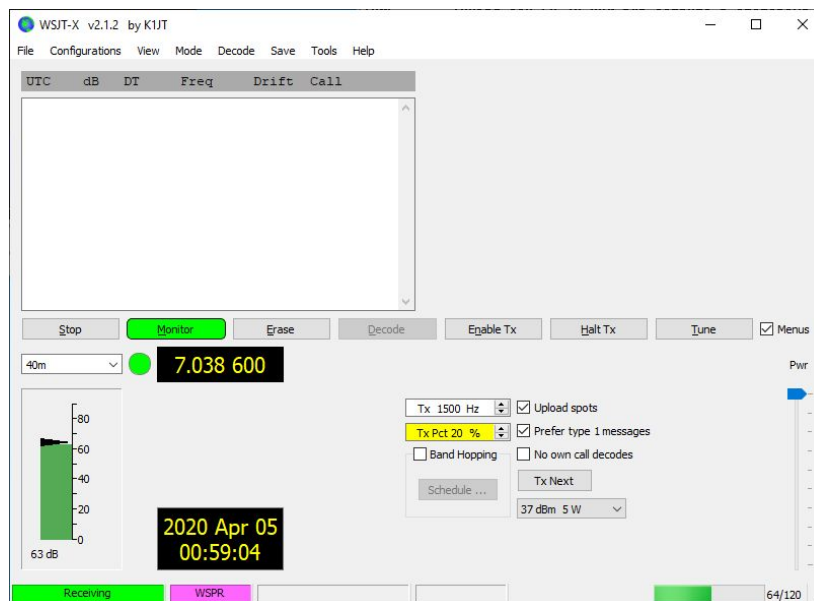 WSJT-X v2.1.2 by K1JT
File Configurations View Mode Decode Save Tools Help
UTC dB DT Freq Drift Call
Stop Monitor Erase Decode Enable Tx Halt Tx Tune Menus
40m 7.038 600 Pwr
Tx 1500 Hz Upload spots
Tx Pct 20 % Prefer type 1 messages
Band Hopping No own call decodes
Schedule ... Tx Next
37 dBm 5 W
80
60
40
20
0
63 dB
2020 Apr 05
00:59:04
Receiving WSPR 64/120